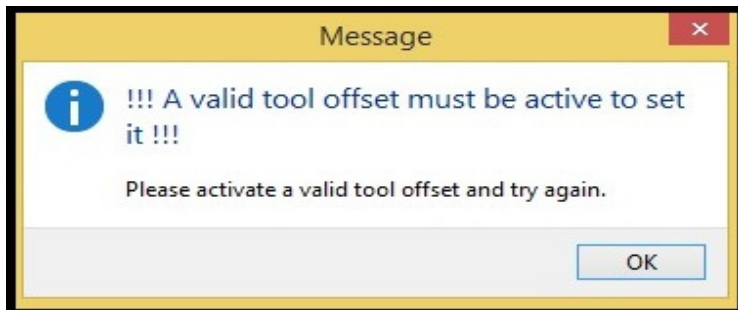 Message
!!! A valid tool offset must be active to set
it !!!
Please activate a valid tool offset and try again.
OK